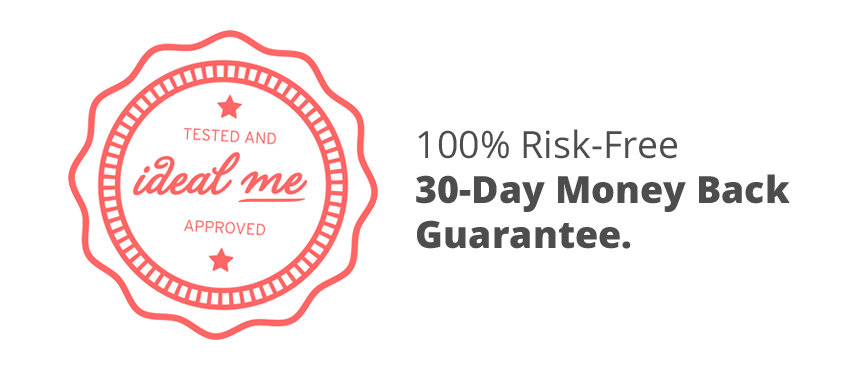 TESTED AND
ideal me
APPROVED
100% Risk-Free
30-Day Money Back
Guarantee.